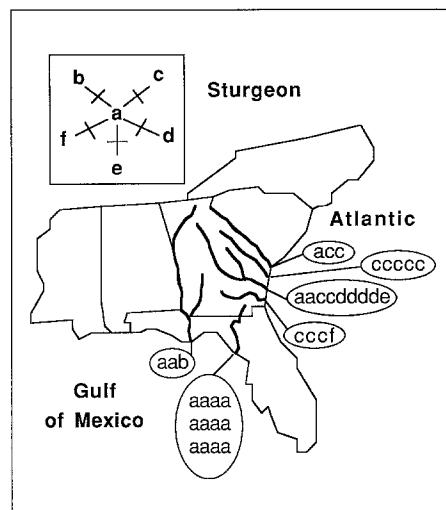 b
c
Sturgeon
a
f
d
e
Atlantic
acc
ccccc
aaccdddde
cccf
aab
Gulf
of Mexico
aaaa
aaaa
aaaa